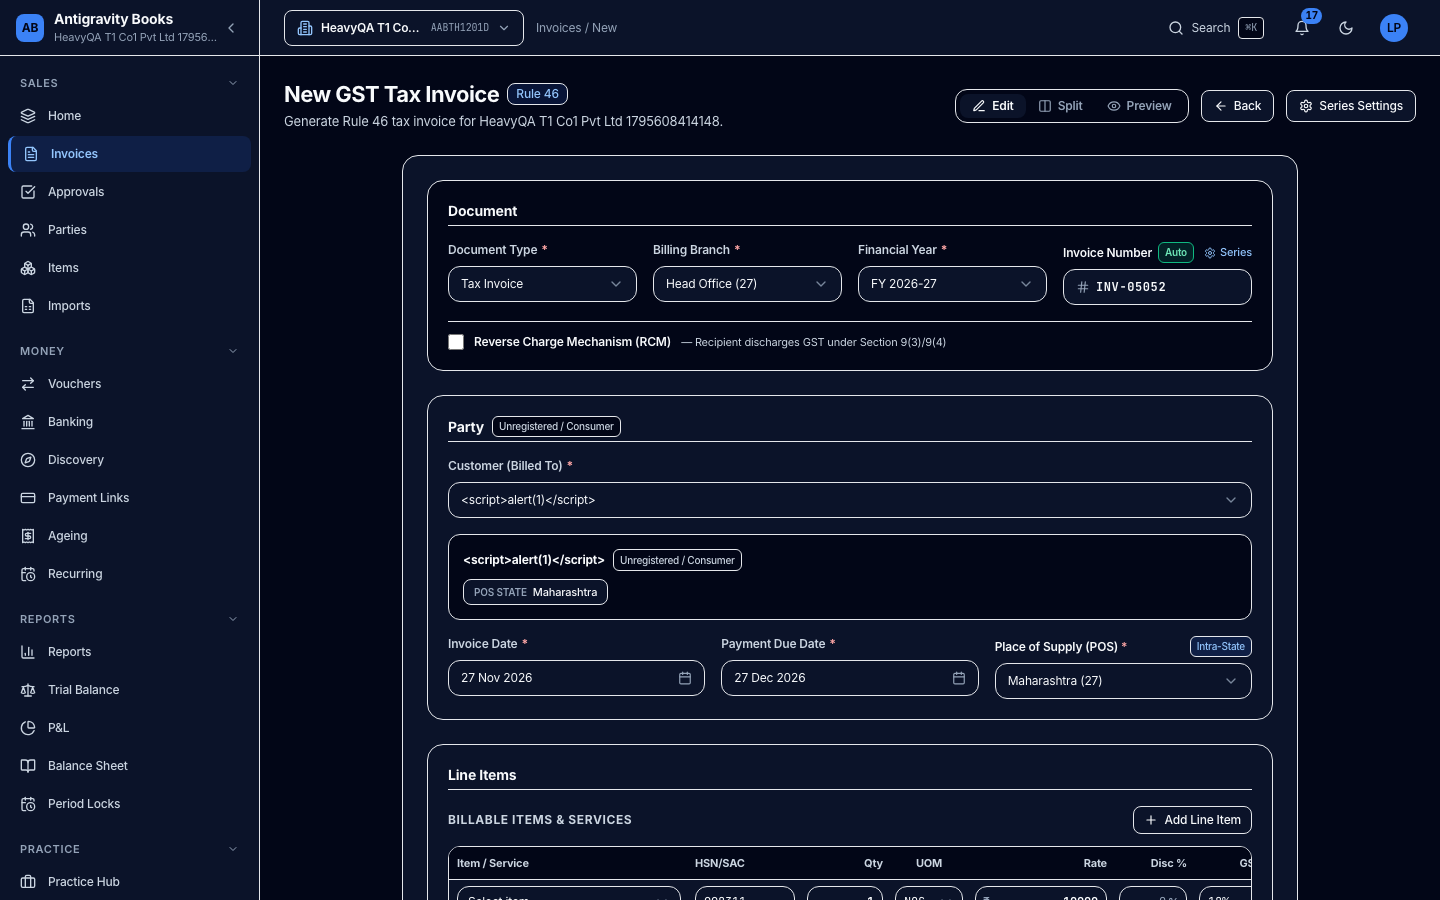 AB
Antigravity Books
HeavyQA T1 Co1 Pvt Ltd 17956...
HeavyQA T1 Co... AABTH1201D
Invoices / New
Search ⌘K
17
LP
SALES
Home
Invoices
Approvals
Parties
Items
Imports
MONEY
Vouchers
Banking
Discovery
Payment Links
Ageing
Recurring
REPORTS
Reports
Trial Balance
P&L
Balance Sheet
Period Locks
PRACTICE
Practice Hub
New GST Tax Invoice Rule 46
Generate Rule 46 tax invoice for HeavyQA T1 Co1 Pvt Ltd 1795608414148.
Edit Split Preview
Back
Series Settings
Document
Document Type * Billing Branch * Financial Year * Invoice Number Auto Series
Tax Invoice Head Office (27) FY 2026-27 # INV-05052
Reverse Charge Mechanism (RCM) — Recipient discharges GST under Section 9(3)/9(4)
Party Unregistered / Consumer
Customer (Billed To) *
<script>alert(1)</script>
<script>alert(1)</script> Unregistered / Consumer
POS STATE Maharashtra
Invoice Date * Payment Due Date * Place of Supply (POS) * Intra-State
27 Nov 2026 27 Dec 2026 Maharashtra (27)
Line Items
BILLABLE ITEMS & SERVICES
Add Line Item
Item / Service HSN/SAC Qty UOM Rate Disc % GS